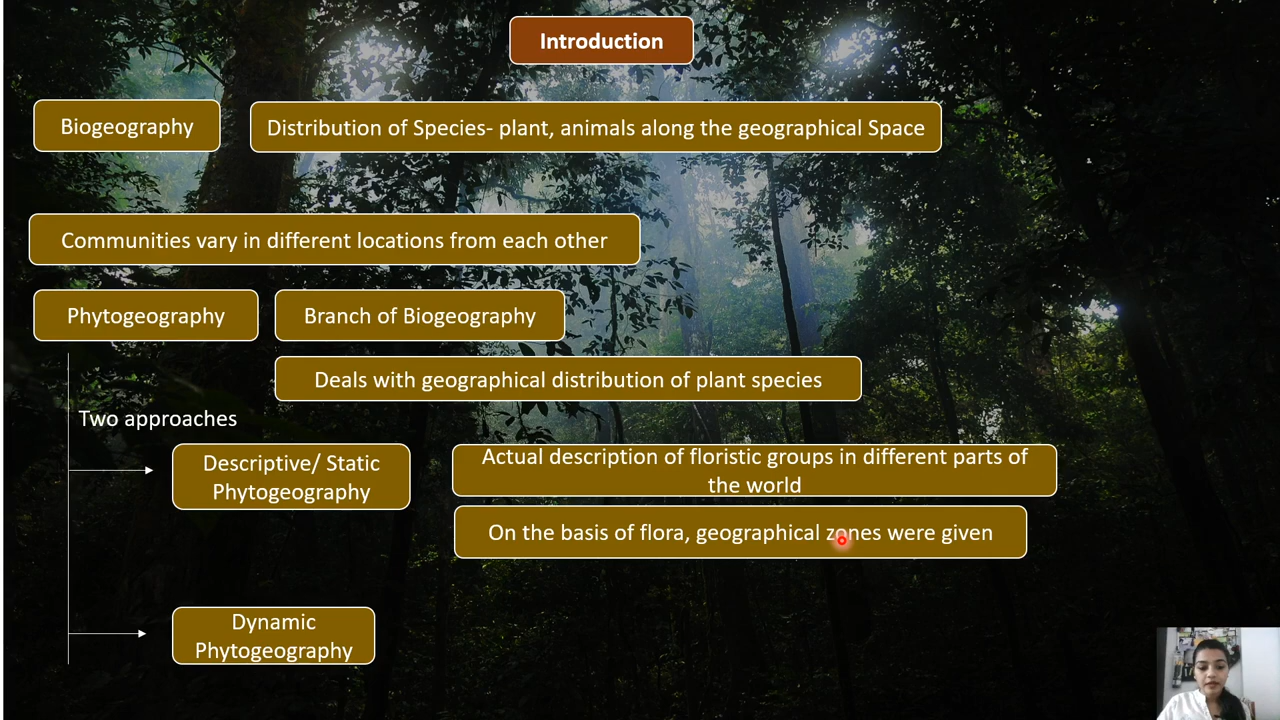 Introduction
Biogeography
Distribution of Species- plant, animals along the geographical Space
Communities vary in different locations from each other
Phytogeography
Branch of Biogeography
Deals with geographical distribution of plant species
Two approaches
Descriptive/ Static
Phytogeography
Actual description of floristic groups in different parts of
the world
On the basis of flora, geographical zones were given
Dynamic
Phytogeography